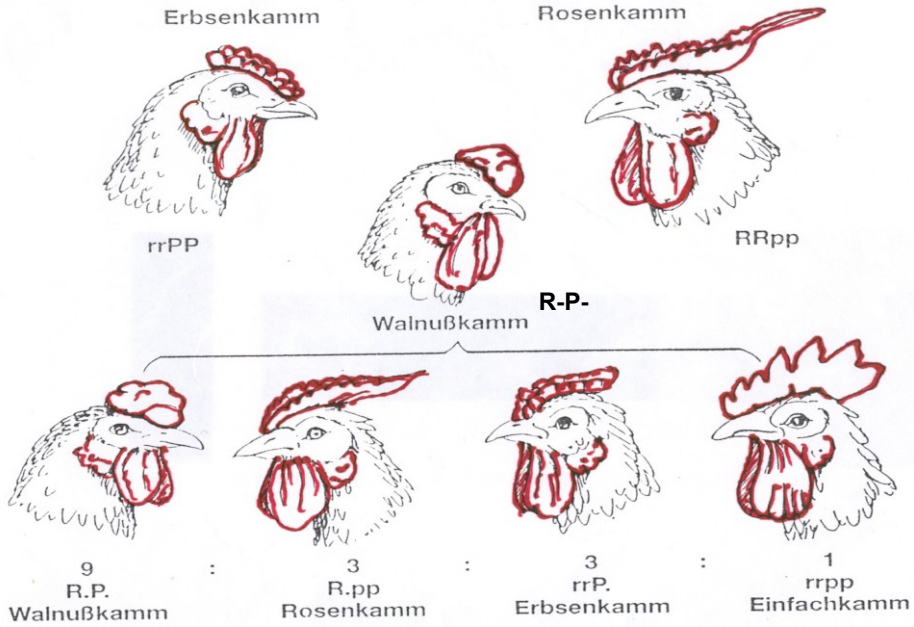 Erbsenkamm
Rosenkamm
rrPP
RRpp
R-P-
Walnußkamm
9 : 3 : 3 : 1
R.P. R.pp rrP. rrpp
Walnußkamm Rosenkamm Erbsenkamm Einfachkamm